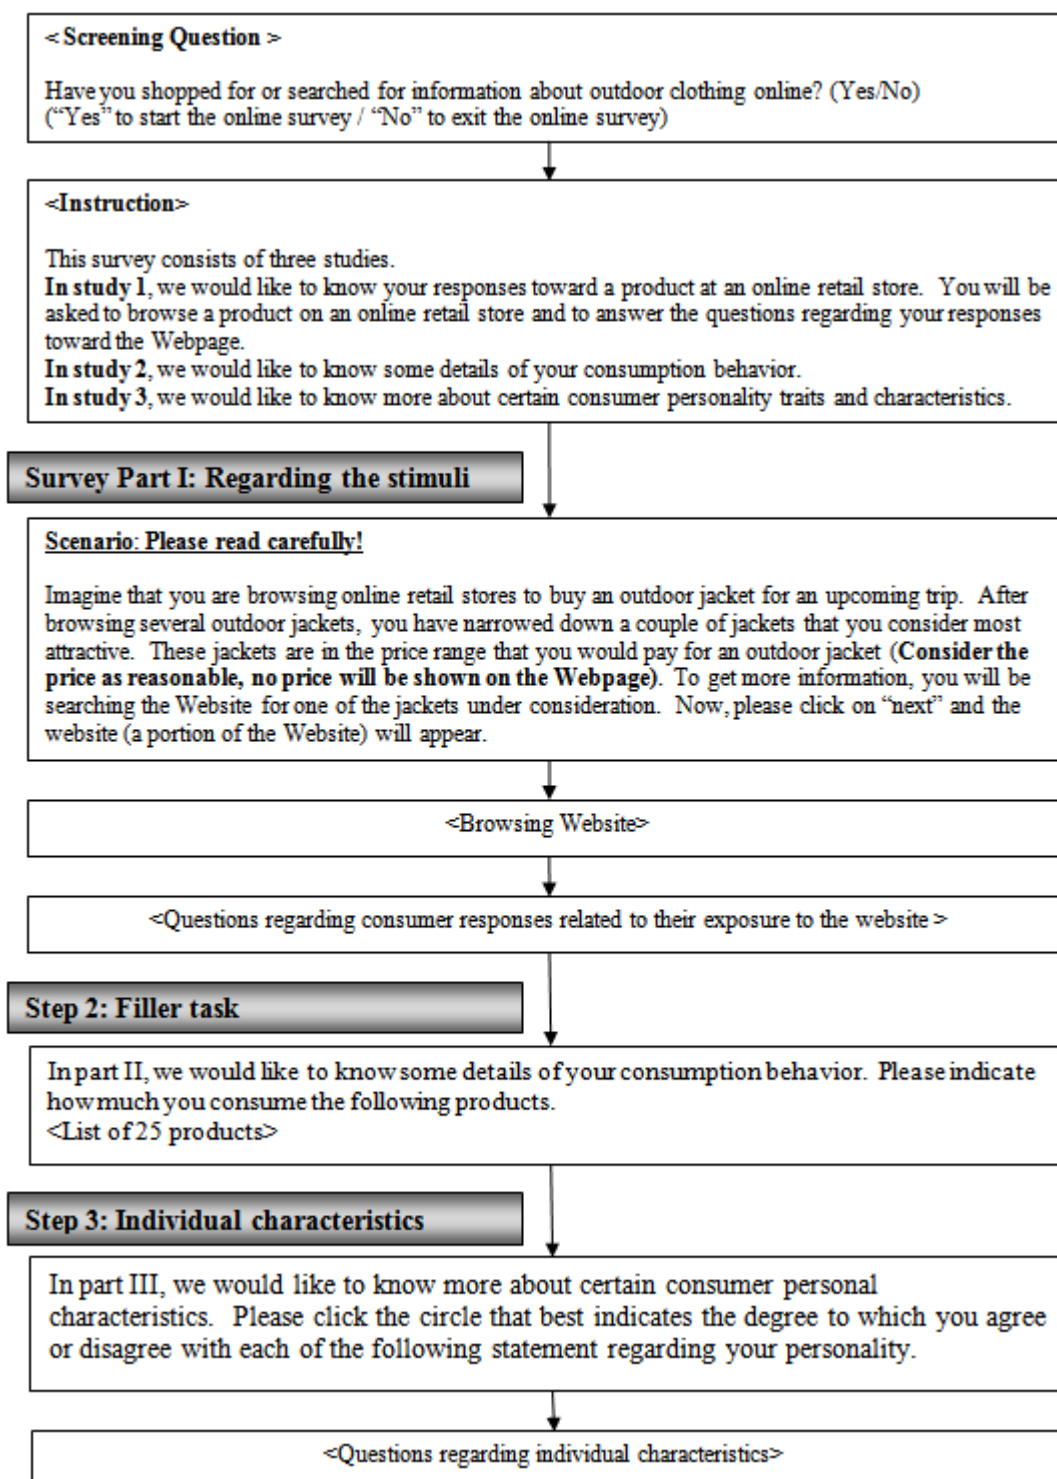 < Screening Question >
Have you shopped for or searched for information about outdoor clothing online? (Yes/No)
(“Yes” to start the online survey / “No” to exit the online survey)
<Instruction>
This survey consists of three studies.
In study 1, we would like to know your responses toward a product at an online retail store. You will be
asked to browse a product on an online retail store and to answer the questions regarding your responses
toward the Webpage.
In study 2, we would like to know some details of your consumption behavior.
In study 3, we would like to know more about certain consumer personality traits and characteristics.
Survey Part I: Regarding the stimuli
Scenario: Please read carefully!
Imagine that you are browsing online retail stores to buy an outdoor jacket for an upcoming trip. After
browsing several outdoor jackets, you have narrowed down a couple of jackets that you consider most
attractive. These jackets are in the price range that you would pay for an outdoor jacket (Consider the
price as reasonable, no price will be shown on the Webpage). To get more information, you will be
searching the Website for one of the jackets under consideration. Now, please click on “next” and the
website (a portion of the Website) will appear.
<Browsing Website>
<Questions regarding consumer responses related to their exposure to the website >
Step 2: Filler task
In part II, we would like to know some details of your consumption behavior. Please indicate
how much you consume the following products.
<List of 25 products>
Step 3: Individual characteristics
In part III, we would like to know more about certain consumer personal
characteristics. Please click the circle that best indicates the degree to which you agree
or disagree with each of the following statement regarding your personality.
<Questions regarding individual characteristics>